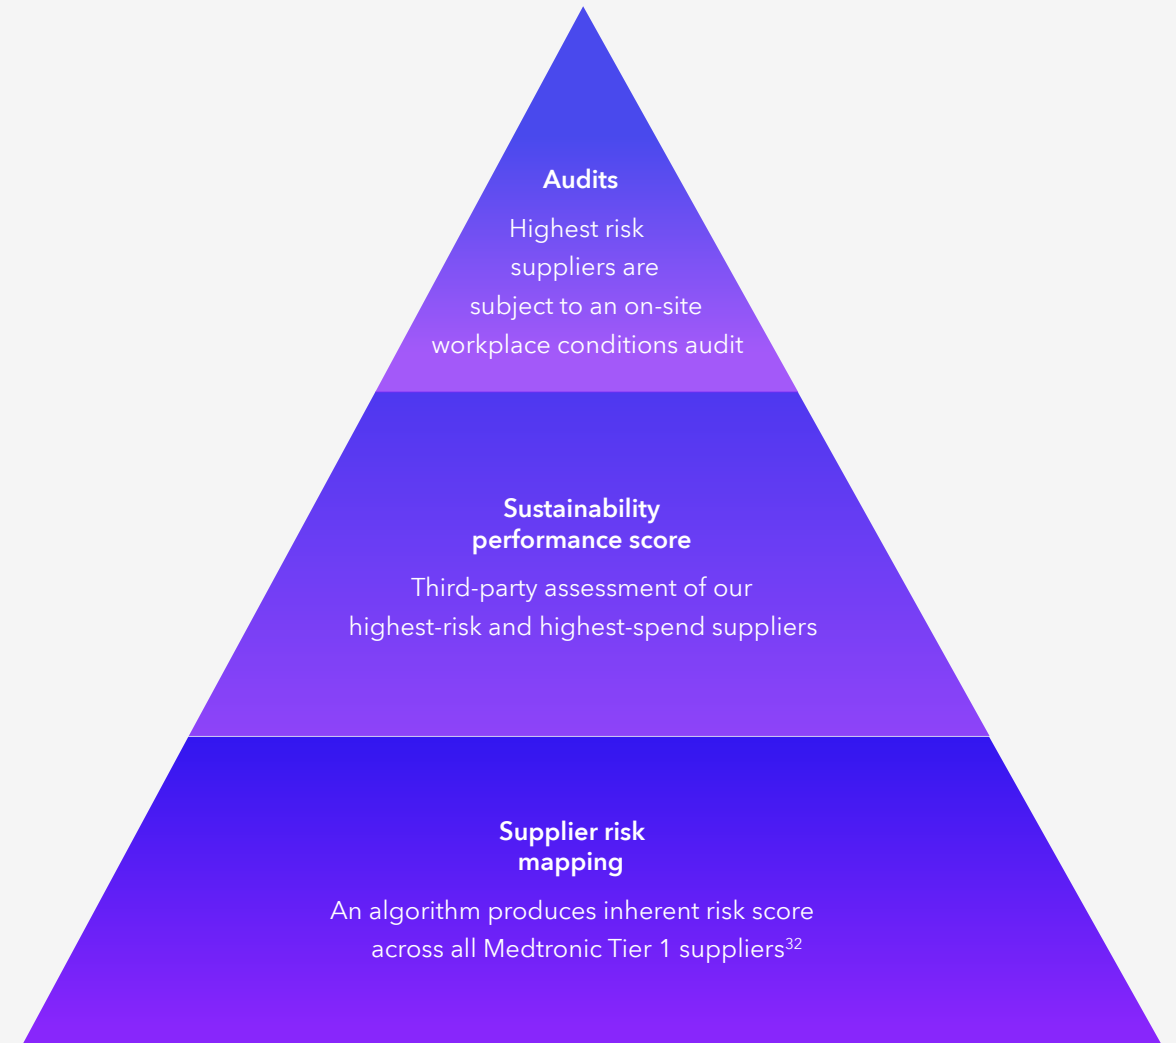 Audits
Highest risk
suppliers are
subject to an on-site
workplace conditions audit
Sustainability
performance score
Third-party assessment of our
highest-risk and highest-spend suppliers
Supplier risk
mapping
An algorithm produces inherent risk score
across all Medtronic Tier 1 suppliers³²